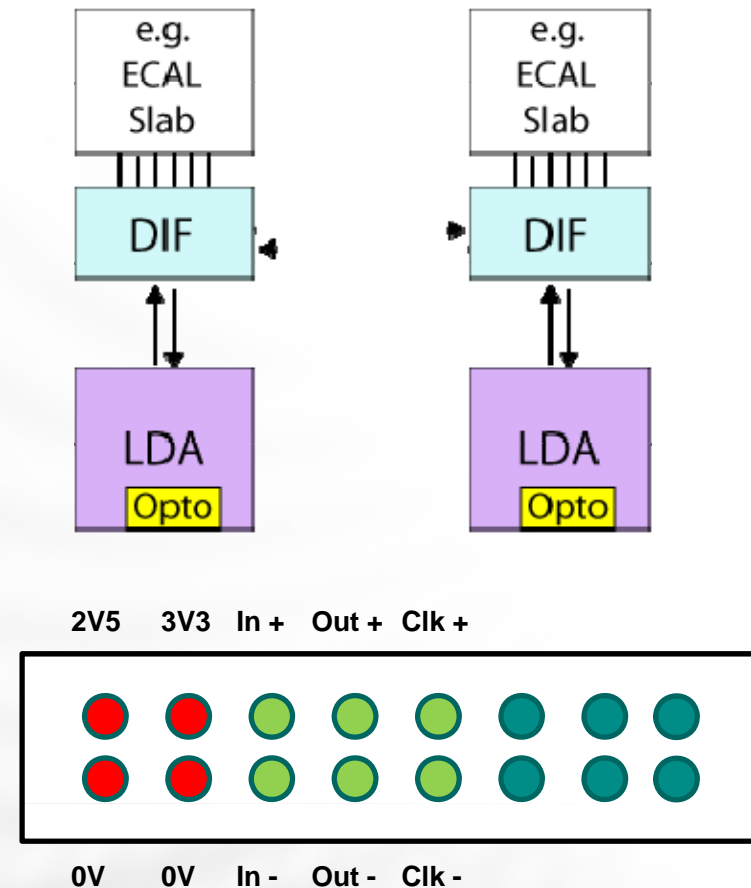 e.g.
ECAL
Slab
DIF
LDA
Opto
e.g.
ECAL
Slab
DIF
LDA
Opto
2V5 3V3 In + Out + Clk +
0V 0V In - Out - Clk -